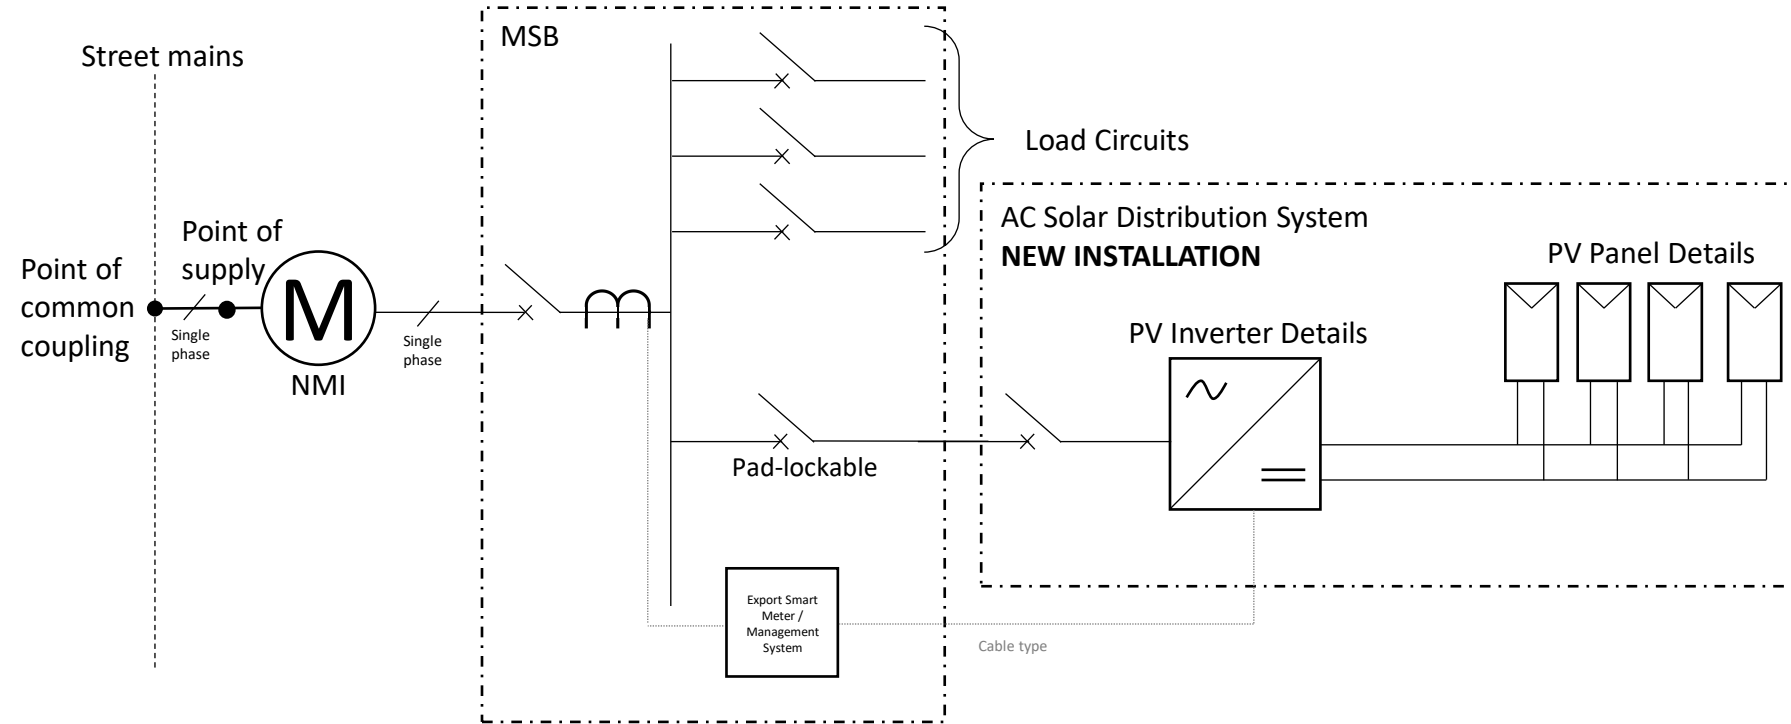 Street mains
MSB
Load Circuits
Point of
supply
Point of
common
coupling
Single
phase
M
NMI
Single
phase
AC Solar Distribution System
NEW INSTALLATION
PV Panel Details
PV Inverter Details
Pad-lockable
Export Smart
Meter /
Management
System
Cable type